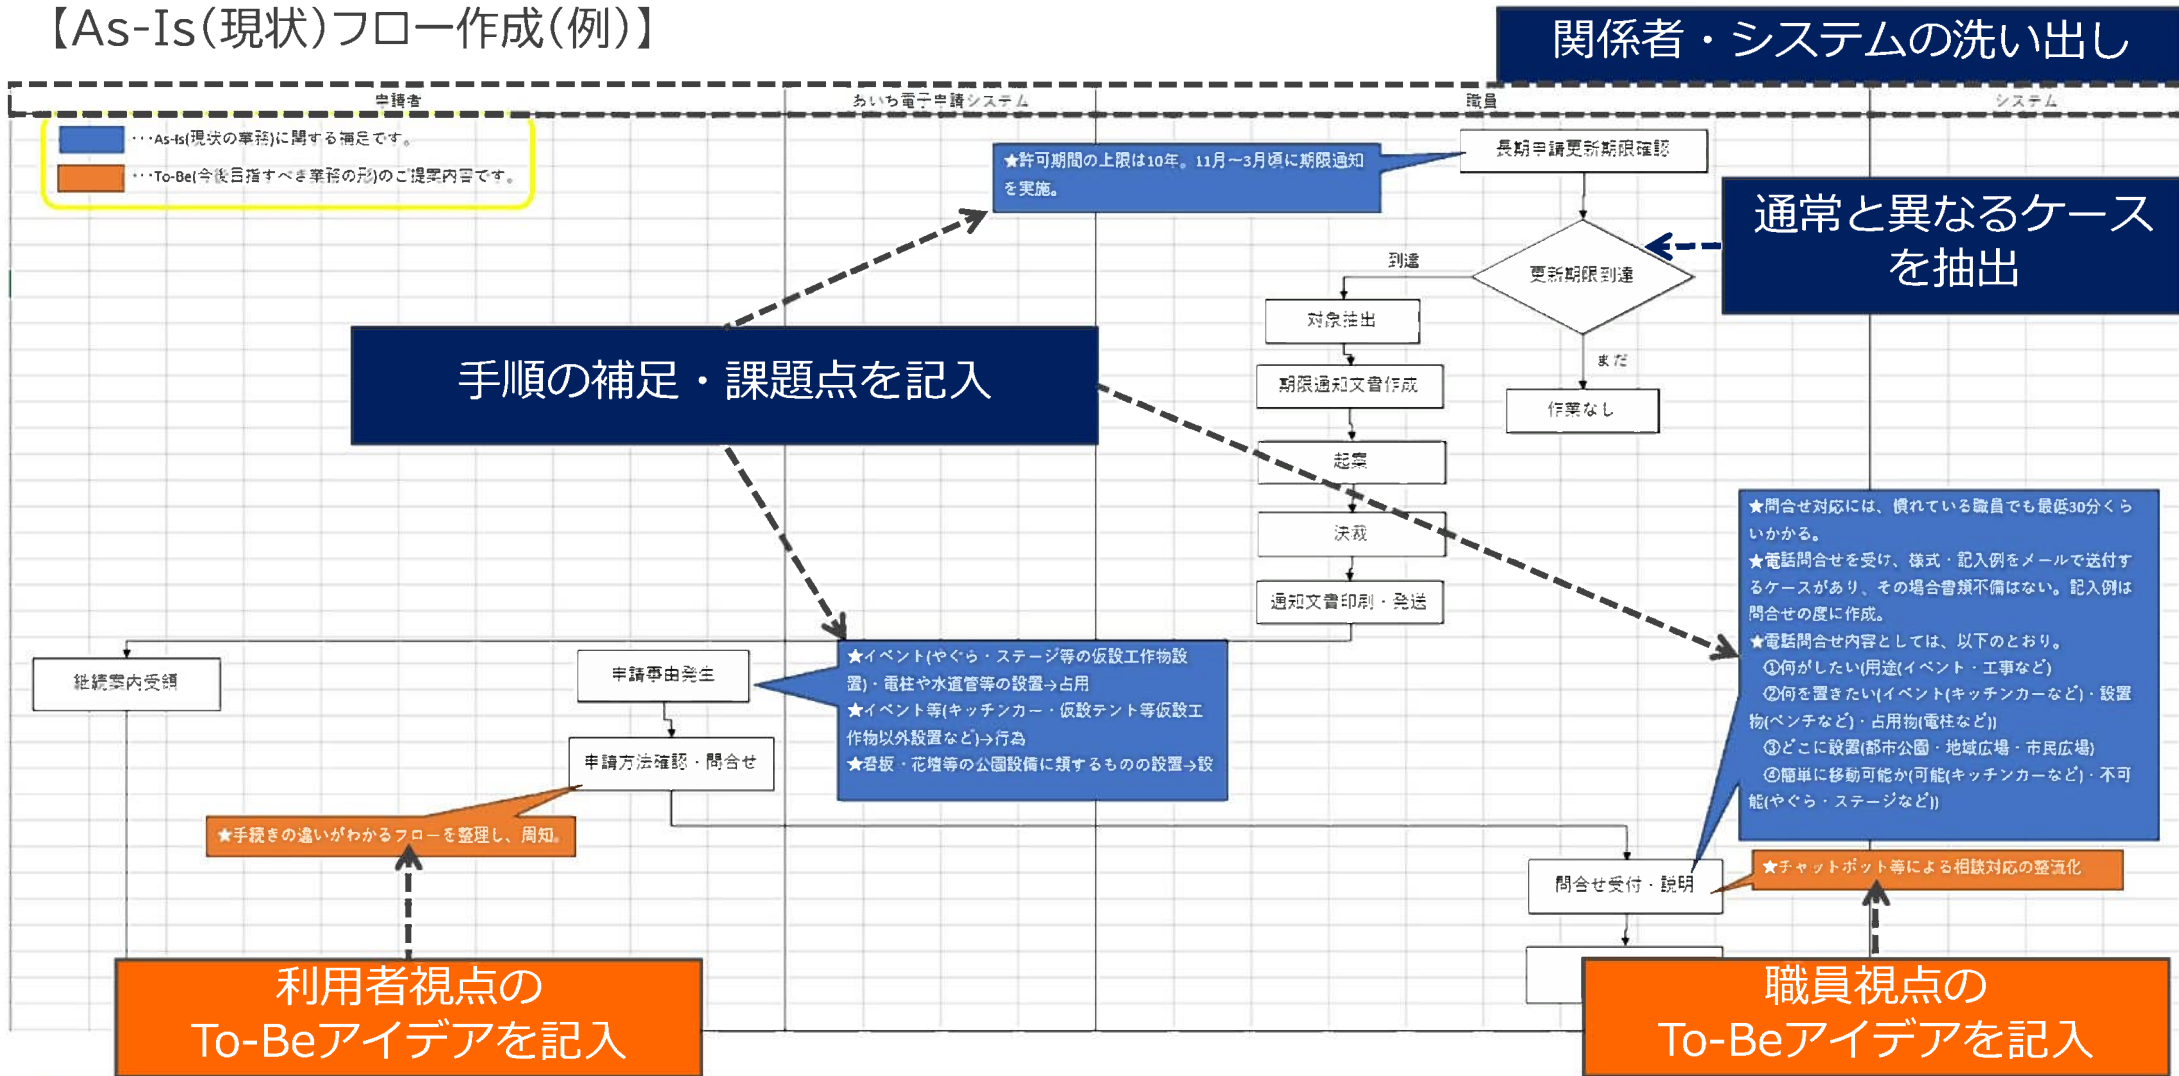 【As-Is(現状)フロー作成(例)】
関係者・システムの洗い出し
申請者
あいち電子申請システム
職員
システム
・・・As-Is(現状の業務)に関する補足です。
・・・To-Be(今後目指すべき業務の形)のご提案内容です。
★許可期間の上限は10年。11月～3月頃に期限通知
を実施。
長期申請更新期限確認
通常と異なるケース
を抽出
更新期限到達
到達
まだ
対象抽出
作業なし
手順の補足・課題点を記入
期限通知文書作成
起案
決裁
通知文書印刷・発送
★問合せ対応には、慣れている職員でも最低30分くら
いかかる。
★電話問合せを受け、様式・記入例をメールで送付す
るケースがあり、その場合書類不備はない。記入例は
問合せの度に作成。
★電話問合せ内容としては、以下のとおり。
①何がしたい(用途(イベント・工事など)
②何を置きたい(イベント(キッチンカーなど)・設置
物(ベンチなど)・占用物(電柱など))
③どこに設置(都市公園・地域広場・市民広場)
④簡単に移動可能か(可能(キッチンカーなど)・不可
能(やぐら・ステージなど))
継続案内受領
申請事由発生
★イベント(やぐら・ステージ等の仮設工作物設
置)・電柱や水道管等の設置→占用
★イベント等(キッチンカー・仮設テント等仮設工
作物以外設置など)→行為
★看板・花壇等の公園設備に類するものの設置→設
申請方法確認・問合せ
★手続きの違いがわかるフローを整理し、周知。
問合せ受付・説明
★チャットボット等による相談対応の整流化
利用者視点の
To-Beアイデアを記入
職員視点の
To-Beアイデアを記入